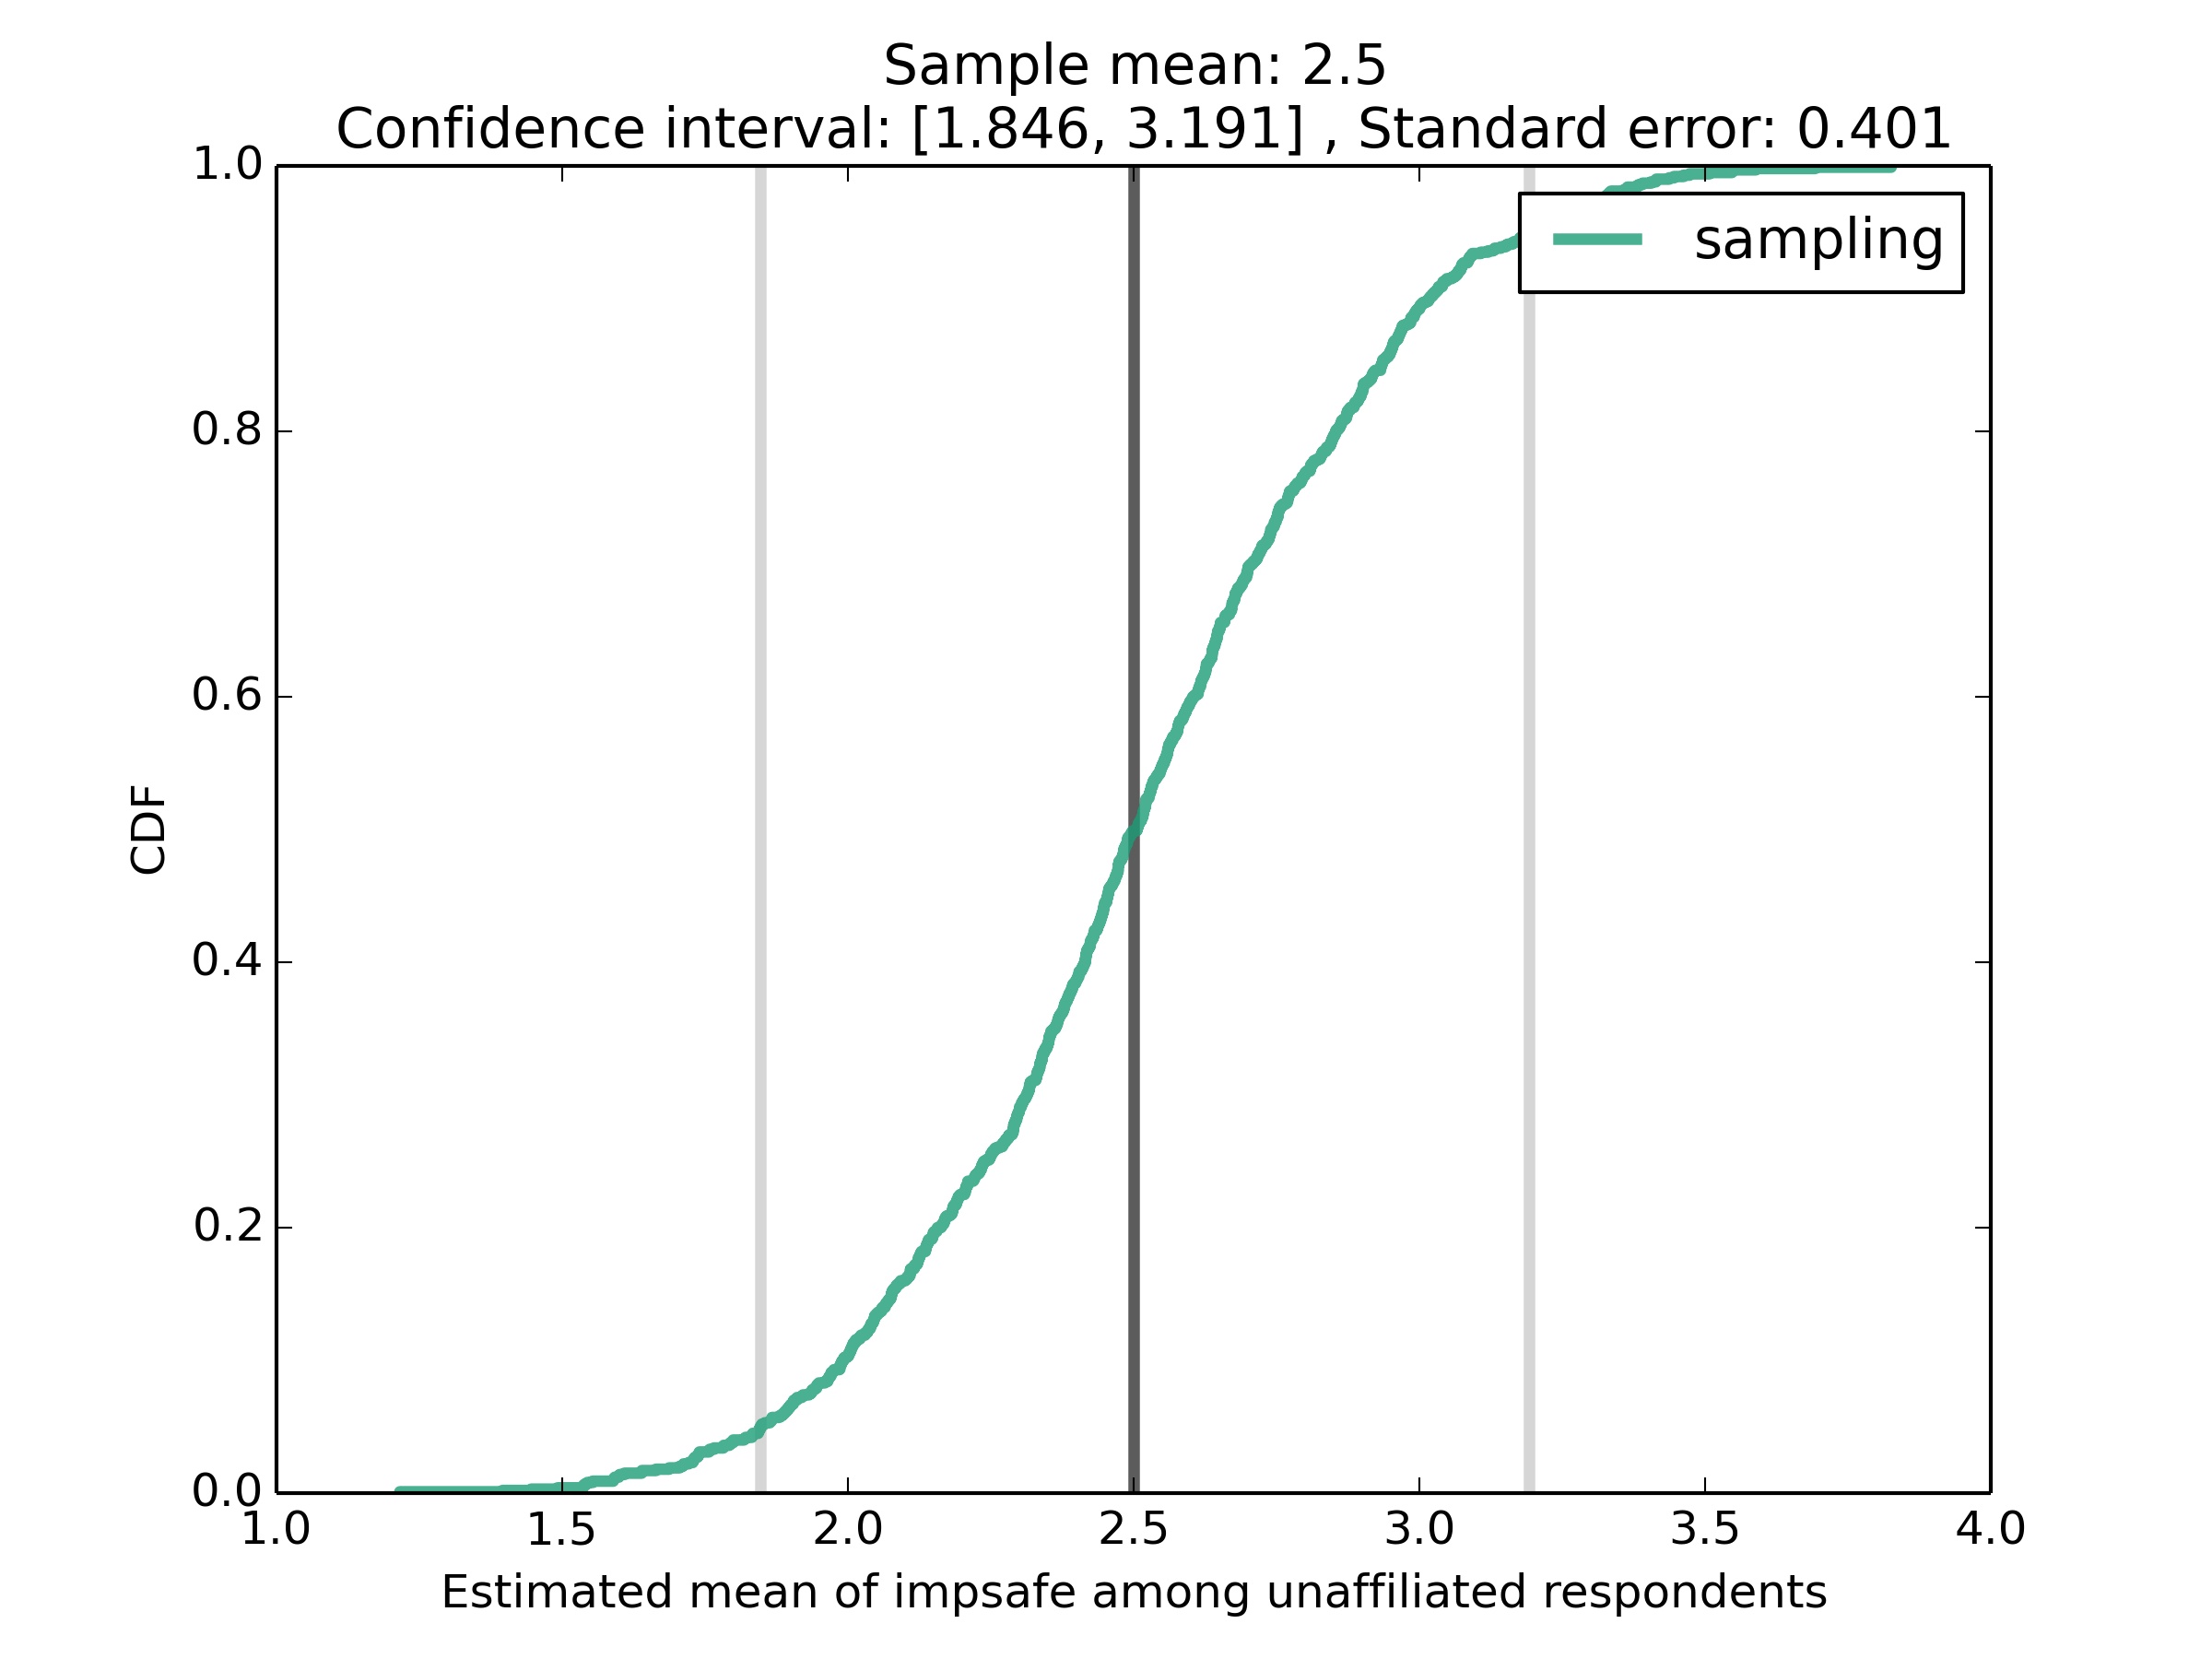 Sample mean: 2.5
Confidence interval: [1.846, 3.191] , Standard error: 0.401
sampling
1.0
0.8
0.6
0.4
0.2
0.0
CDF
1.0 1.5 2.0 2.5 3.0 3.5 4.0
Estimated mean of impsafe among unaffiliated respondents